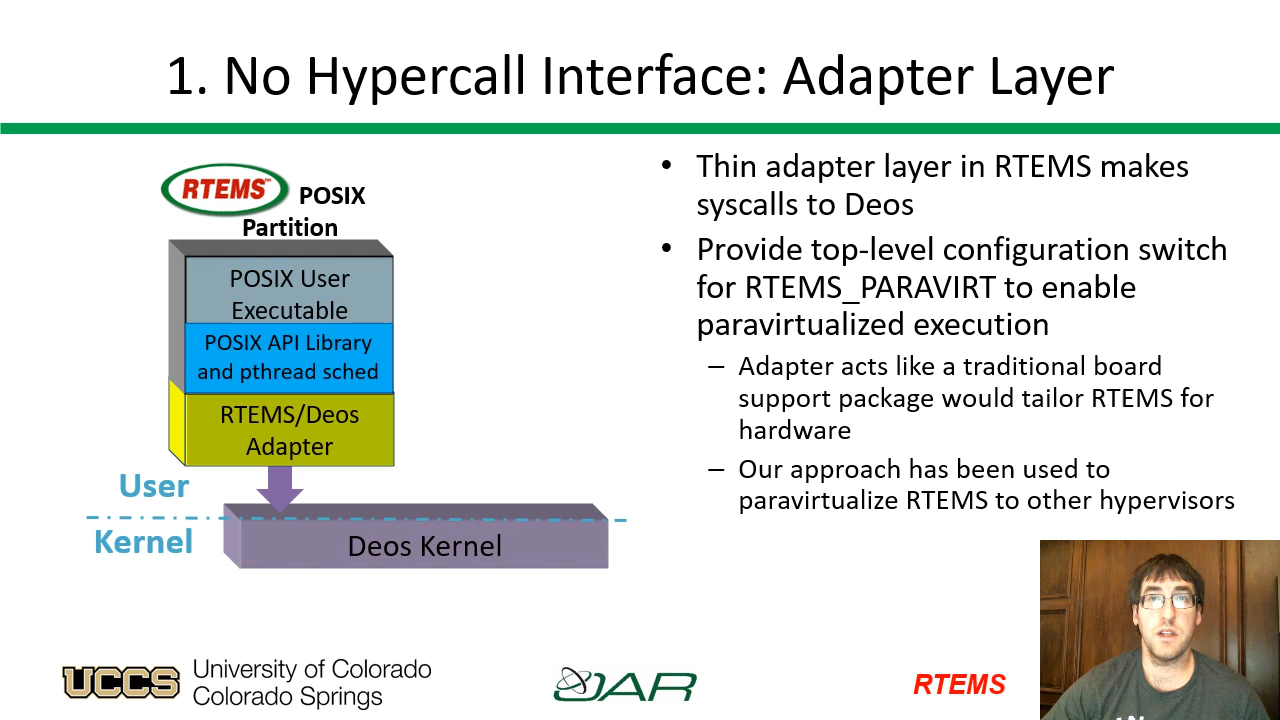 1. No Hypercall Interface: Adapter Layer
RTEMS™ POSIX
Partition
POSIX User
Executable
POSIX API Library
and pthread sched
RTEMS/Deos
Adapter
User
Kernel
Deos Kernel
• Thin adapter layer in RTEMS makes
syscalls to Deos
• Provide top-level configuration switch
for RTEMS_PARAVIRT to enable
paravirtualized execution
– Adapter acts like a traditional board
support package would tailor RTEMS for
hardware
– Our approach has been used to
paravirtualize RTEMS to other hypervisors
UCCS University of Colorado
Colorado Springs
OAR
RTEMS